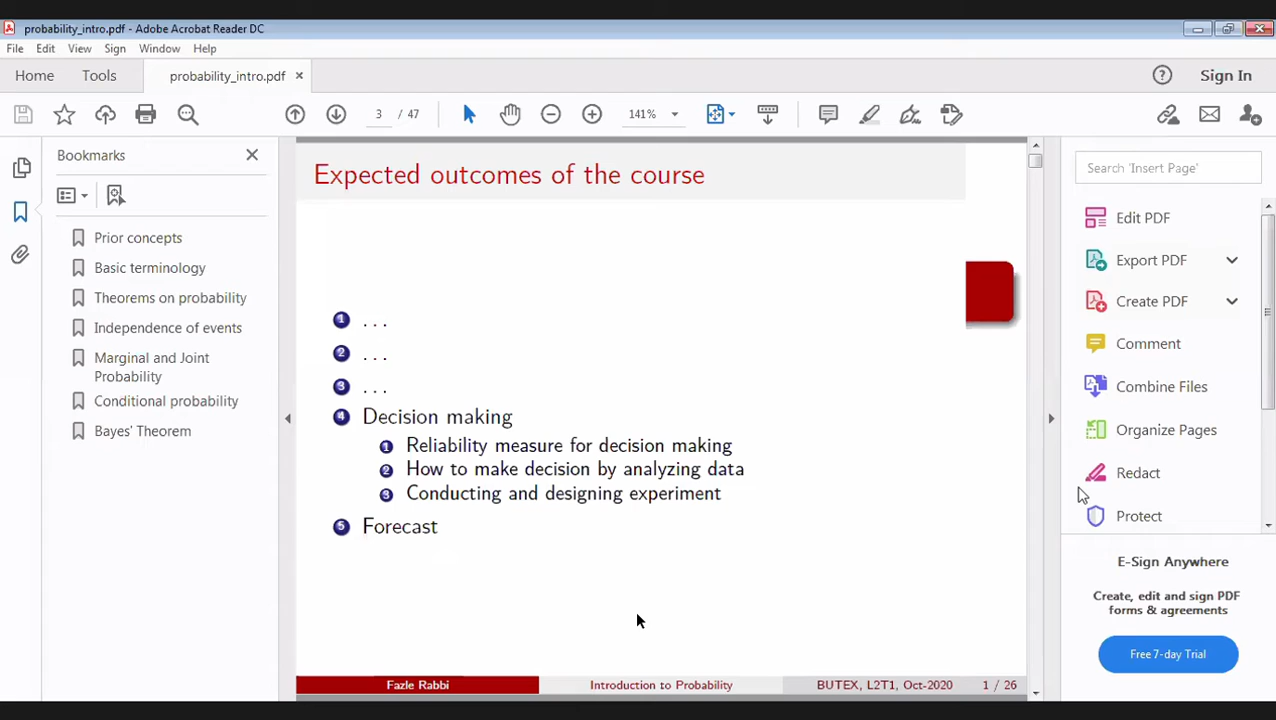 probability_intro.pdf - Adobe Acrobat Reader DC
File Edit View Sign Window Help
Home Tools probability_intro.pdf × Sign In
3 / 47 141%
Bookmarks
Prior concepts
Basic terminology
Theorems on probability
Independence of events
Marginal and Joint
Probability
Conditional probability
Bayes' Theorem
Expected outcomes of the course
1 . . .
2 . . .
3 . . .
4 Decision making
1 Reliability measure for decision making
2 How to make decision by analyzing data
3 Conducting and designing experiment
5 Forecast
Fazle Rabbi Introduction to Probability BUTEX, L2T1, Oct-2020 1 / 26
Search 'Insert Page'
Edit PDF
Export PDF
Create PDF
Comment
Combine Files
Organize Pages
Redact
Protect
E-Sign Anywhere
Create, edit and sign PDF
forms & agreements
Free 7-day Trial